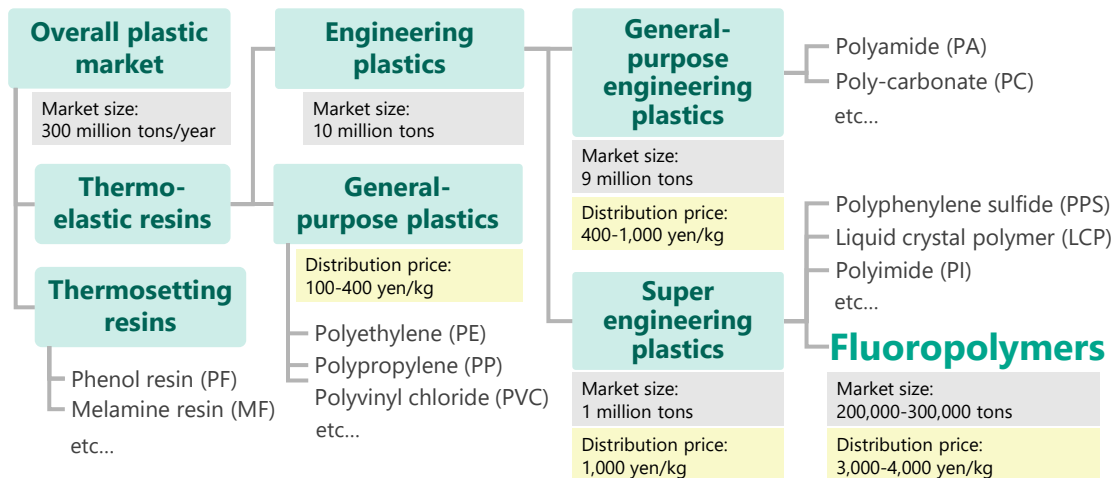 Overall plastic
market
Market size:
300 million tons/year
Thermo-
elastic resins
Thermosetting
resins
Phenol resin (PF)
Melamine resin (MF)
etc...
Engineering
plastics
Market size:
10 million tons
General-
purpose plastics
Distribution price:
100-400 yen/kg
Polyethylene (PE)
Polypropylene (PP)
Polyvinyl chloride (PVC)
etc...
General-
purpose
engineering
plastics
Market size:
9 million tons
Distribution price:
400-1,000 yen/kg
Polyamide (PA)
Poly-carbonate (PC)
etc...
Super
engineering
plastics
Market size:
1 million tons
Distribution price:
1,000 yen/kg
Polyphenylene sulfide (PPS)
Liquid crystal polymer (LCP)
Polyimide (PI)
etc...
Fluoropolymers
Market size:
200,000-300,000 tons
Distribution price:
3,000-4,000 yen/kg